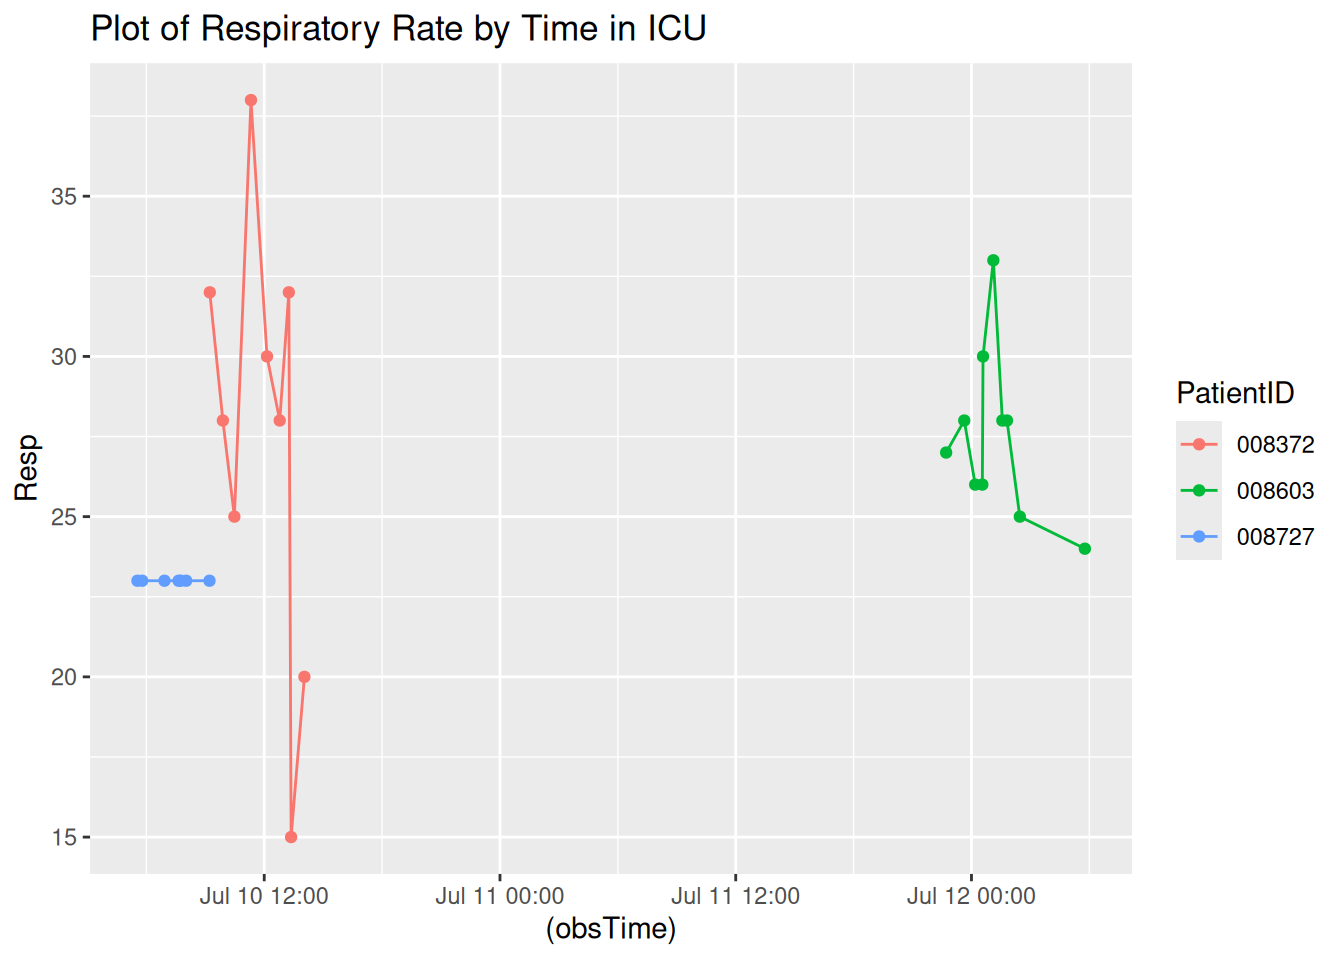 Plot of Respiratory Rate by Time in ICU
Resp
35
30
25
20
15
Jul 10 12:00
Jul 11 00:00
Jul 11 12:00
Jul 12 00:00
(obsTime)
PatientID
008372
008603
008727